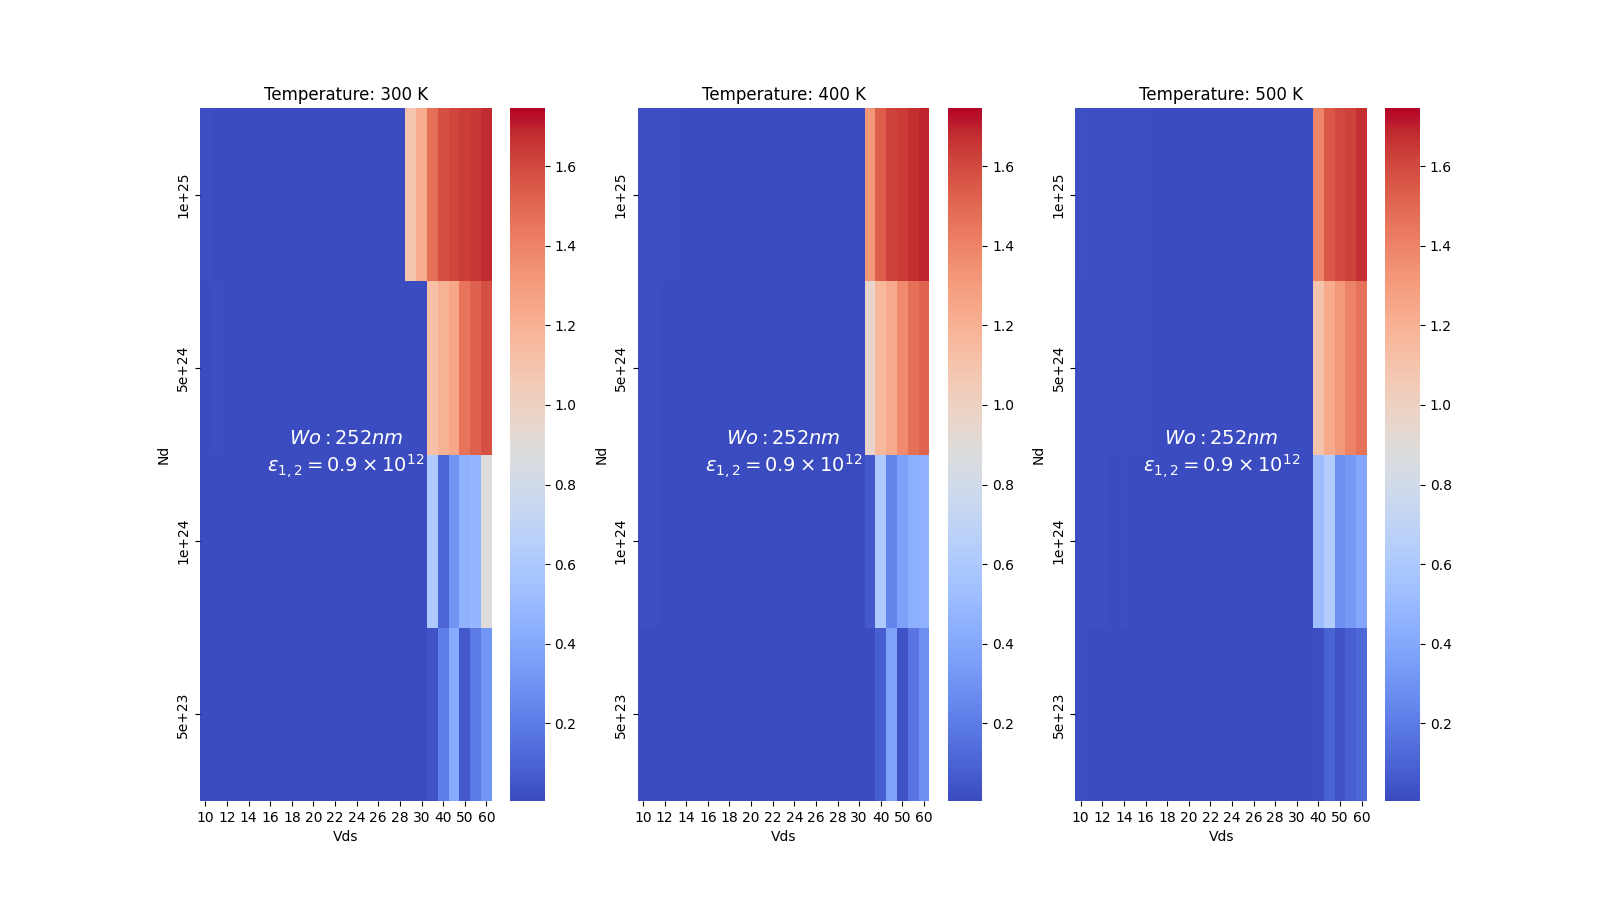 Temperature: 300 K
Temperature: 400 K
Temperature: 500 K
1e+25
5e+24
1e+24
5e+23
Nd
Wo : 252nm
ε1, 2 = 0.9 × 10^12
10 12 14 16 18 20 22 24 26 28 30 40 50 60
Vds
1.6
1.4
1.2
1.0
0.8
0.6
0.4
0.2
1e+25
5e+24
1e+24
5e+23
Nd
Wo : 252nm
ε1, 2 = 0.9 × 10^12
10 12 14 16 18 20 22 24 26 28 30 40 50 60
Vds
1.6
1.4
1.2
1.0
0.8
0.6
0.4
0.2
1e+25
5e+24
1e+24
5e+23
Nd
Wo : 252nm
ε1, 2 = 0.9 × 10^12
10 12 14 16 18 20 22 24 26 28 30 40 50 60
Vds
1.6
1.4
1.2
1.0
0.8
0.6
0.4
0.2